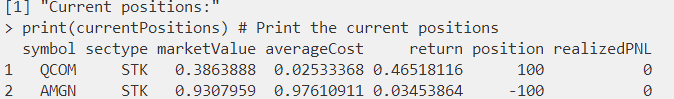 [1] "Current positions:"
> print(currentPositions) # Print the current positions
  symbol sectype marketValue averageCost     return position realizedPNL
1   QCOM     STK   0.3863888  0.02533368 0.46518116      100           0
2   AMGN     STK   0.9307959  0.97610911 0.03453864     -100           0